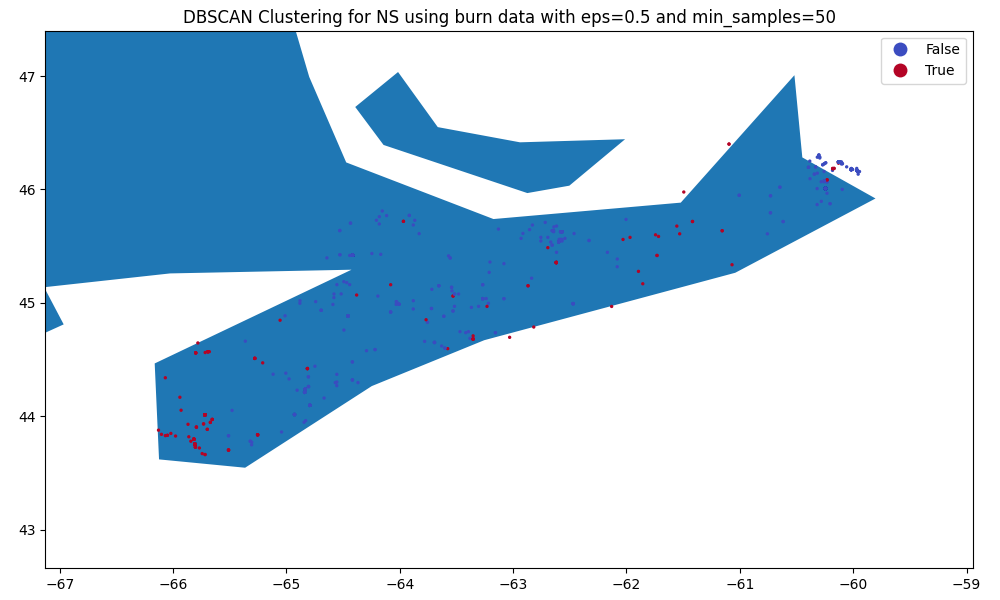 DBSCAN Clustering for NS using burn data with eps=0.5 and min_samples=50
False
True
47
46
45
44
43
−67 −66 −65 −64 −63 −62 −61 −60 −59